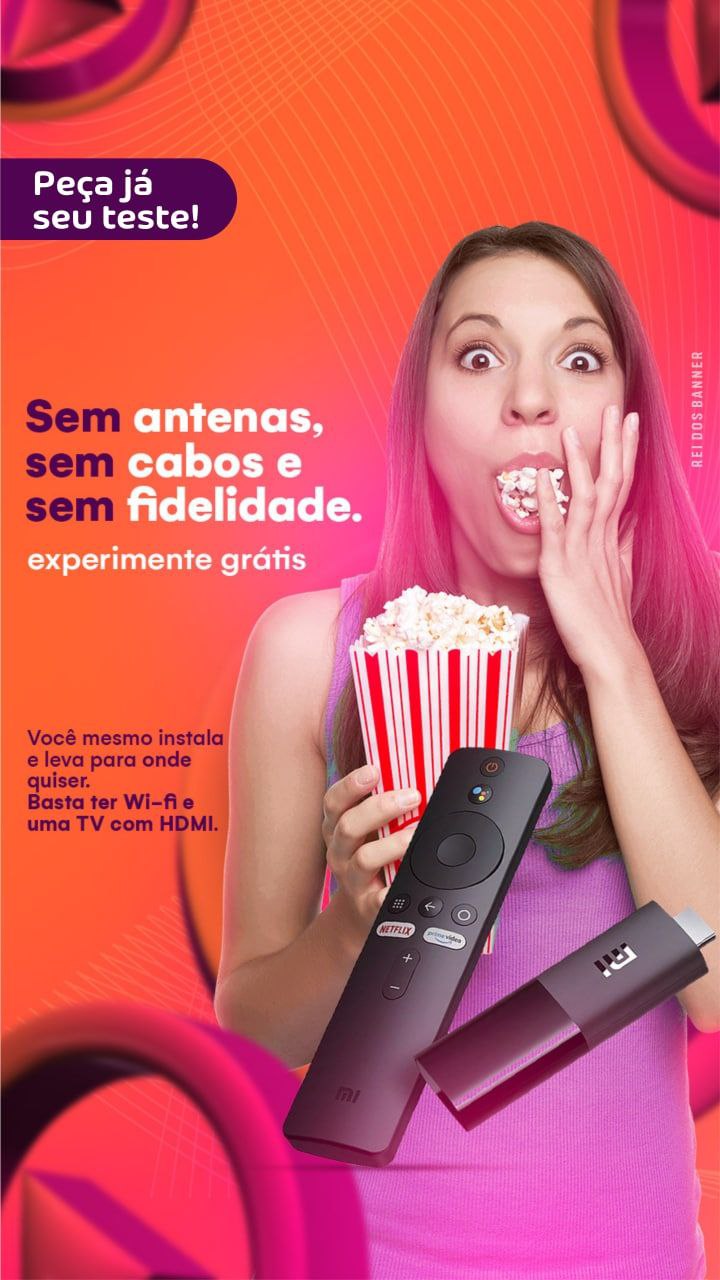 Peça já
seu teste!
REI DOS BANNER
Sem antenas,
sem cabos e
sem fidelidade.
experimente grátis
Você mesmo instala
e leva para onde
quiser.
Basta ter Wi-fi e
uma TV com HDMI.
NETFLIX
prime video
mi
mi